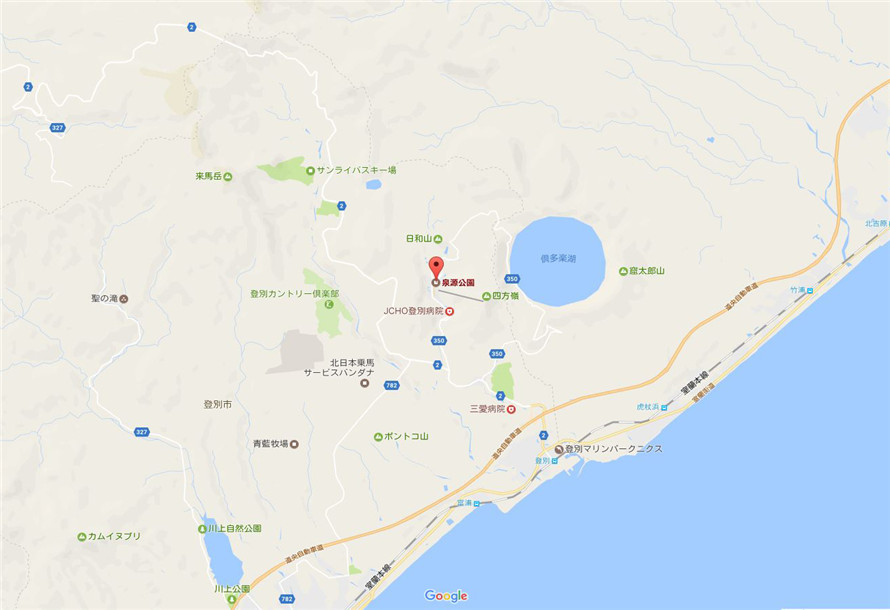 2
2
327
来馬岳
サンライバスキー場
2
北吉原
日和山
倶多楽湖
泉源公園
350
窟太郎山
登別カントリー倶楽部
四方嶺
竹浦
聖の滝
道央自動車道
JCHO登別病院
350
350
北日本乗馬
サービスバンダナ
2
782
室蘭本線
室蘭街道
2
登別市
三愛病院
虎杖浜
327
ポントコ山
2
青藍牧場
道央自動車道
登別マリンパークニクス
登別
富浦
川上自然公園
カムイヌプリ
道央自動車道
室蘭本線
川上公園
782
Google